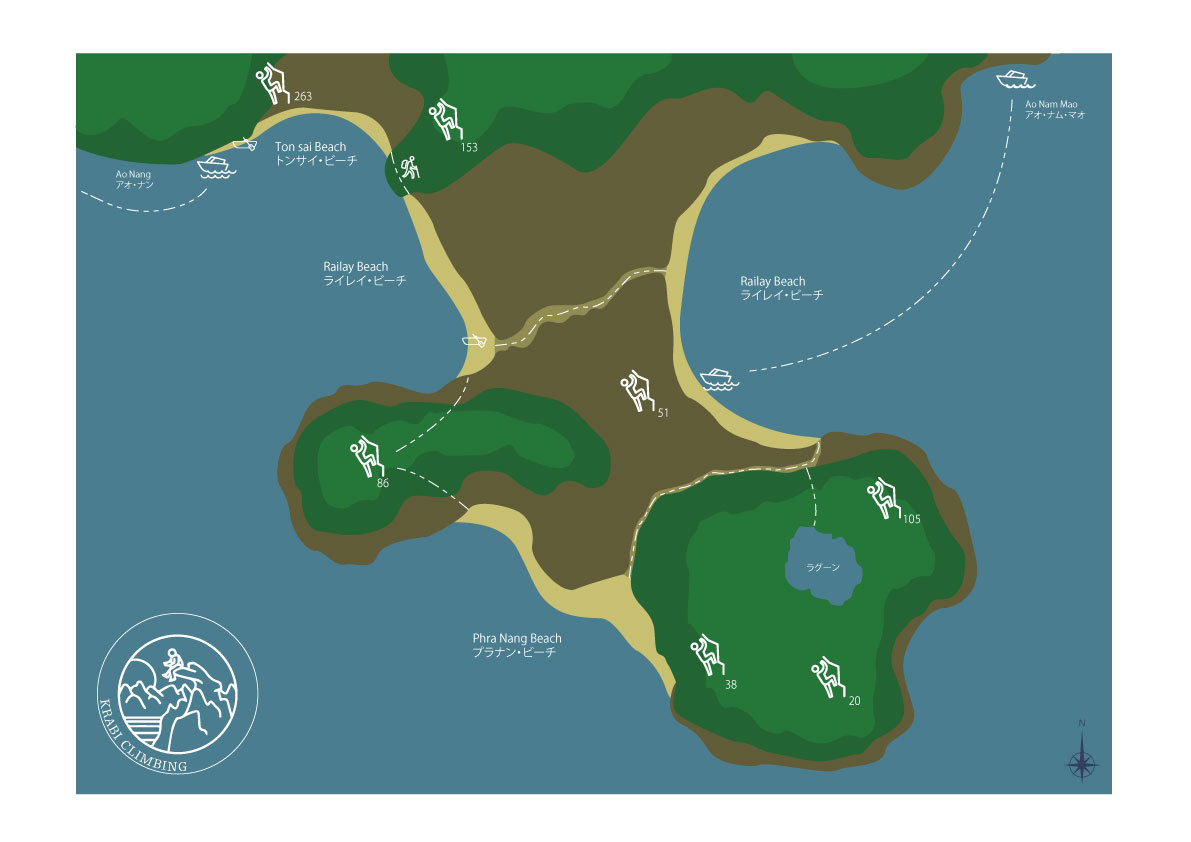 263
153
Ton sai Beach
トンサイ・ビーチ
Ao Nam Mao
アオ・ナム・マオ
Ao Nang
アオ・ナン
Railay Beach
ライレイ・ビーチ
Railay Beach
ライレイ・ビーチ
51
86
105
ラグーン
Phra Nang Beach
プラナン・ビーチ
38
20
KRABI CLIMBING
N